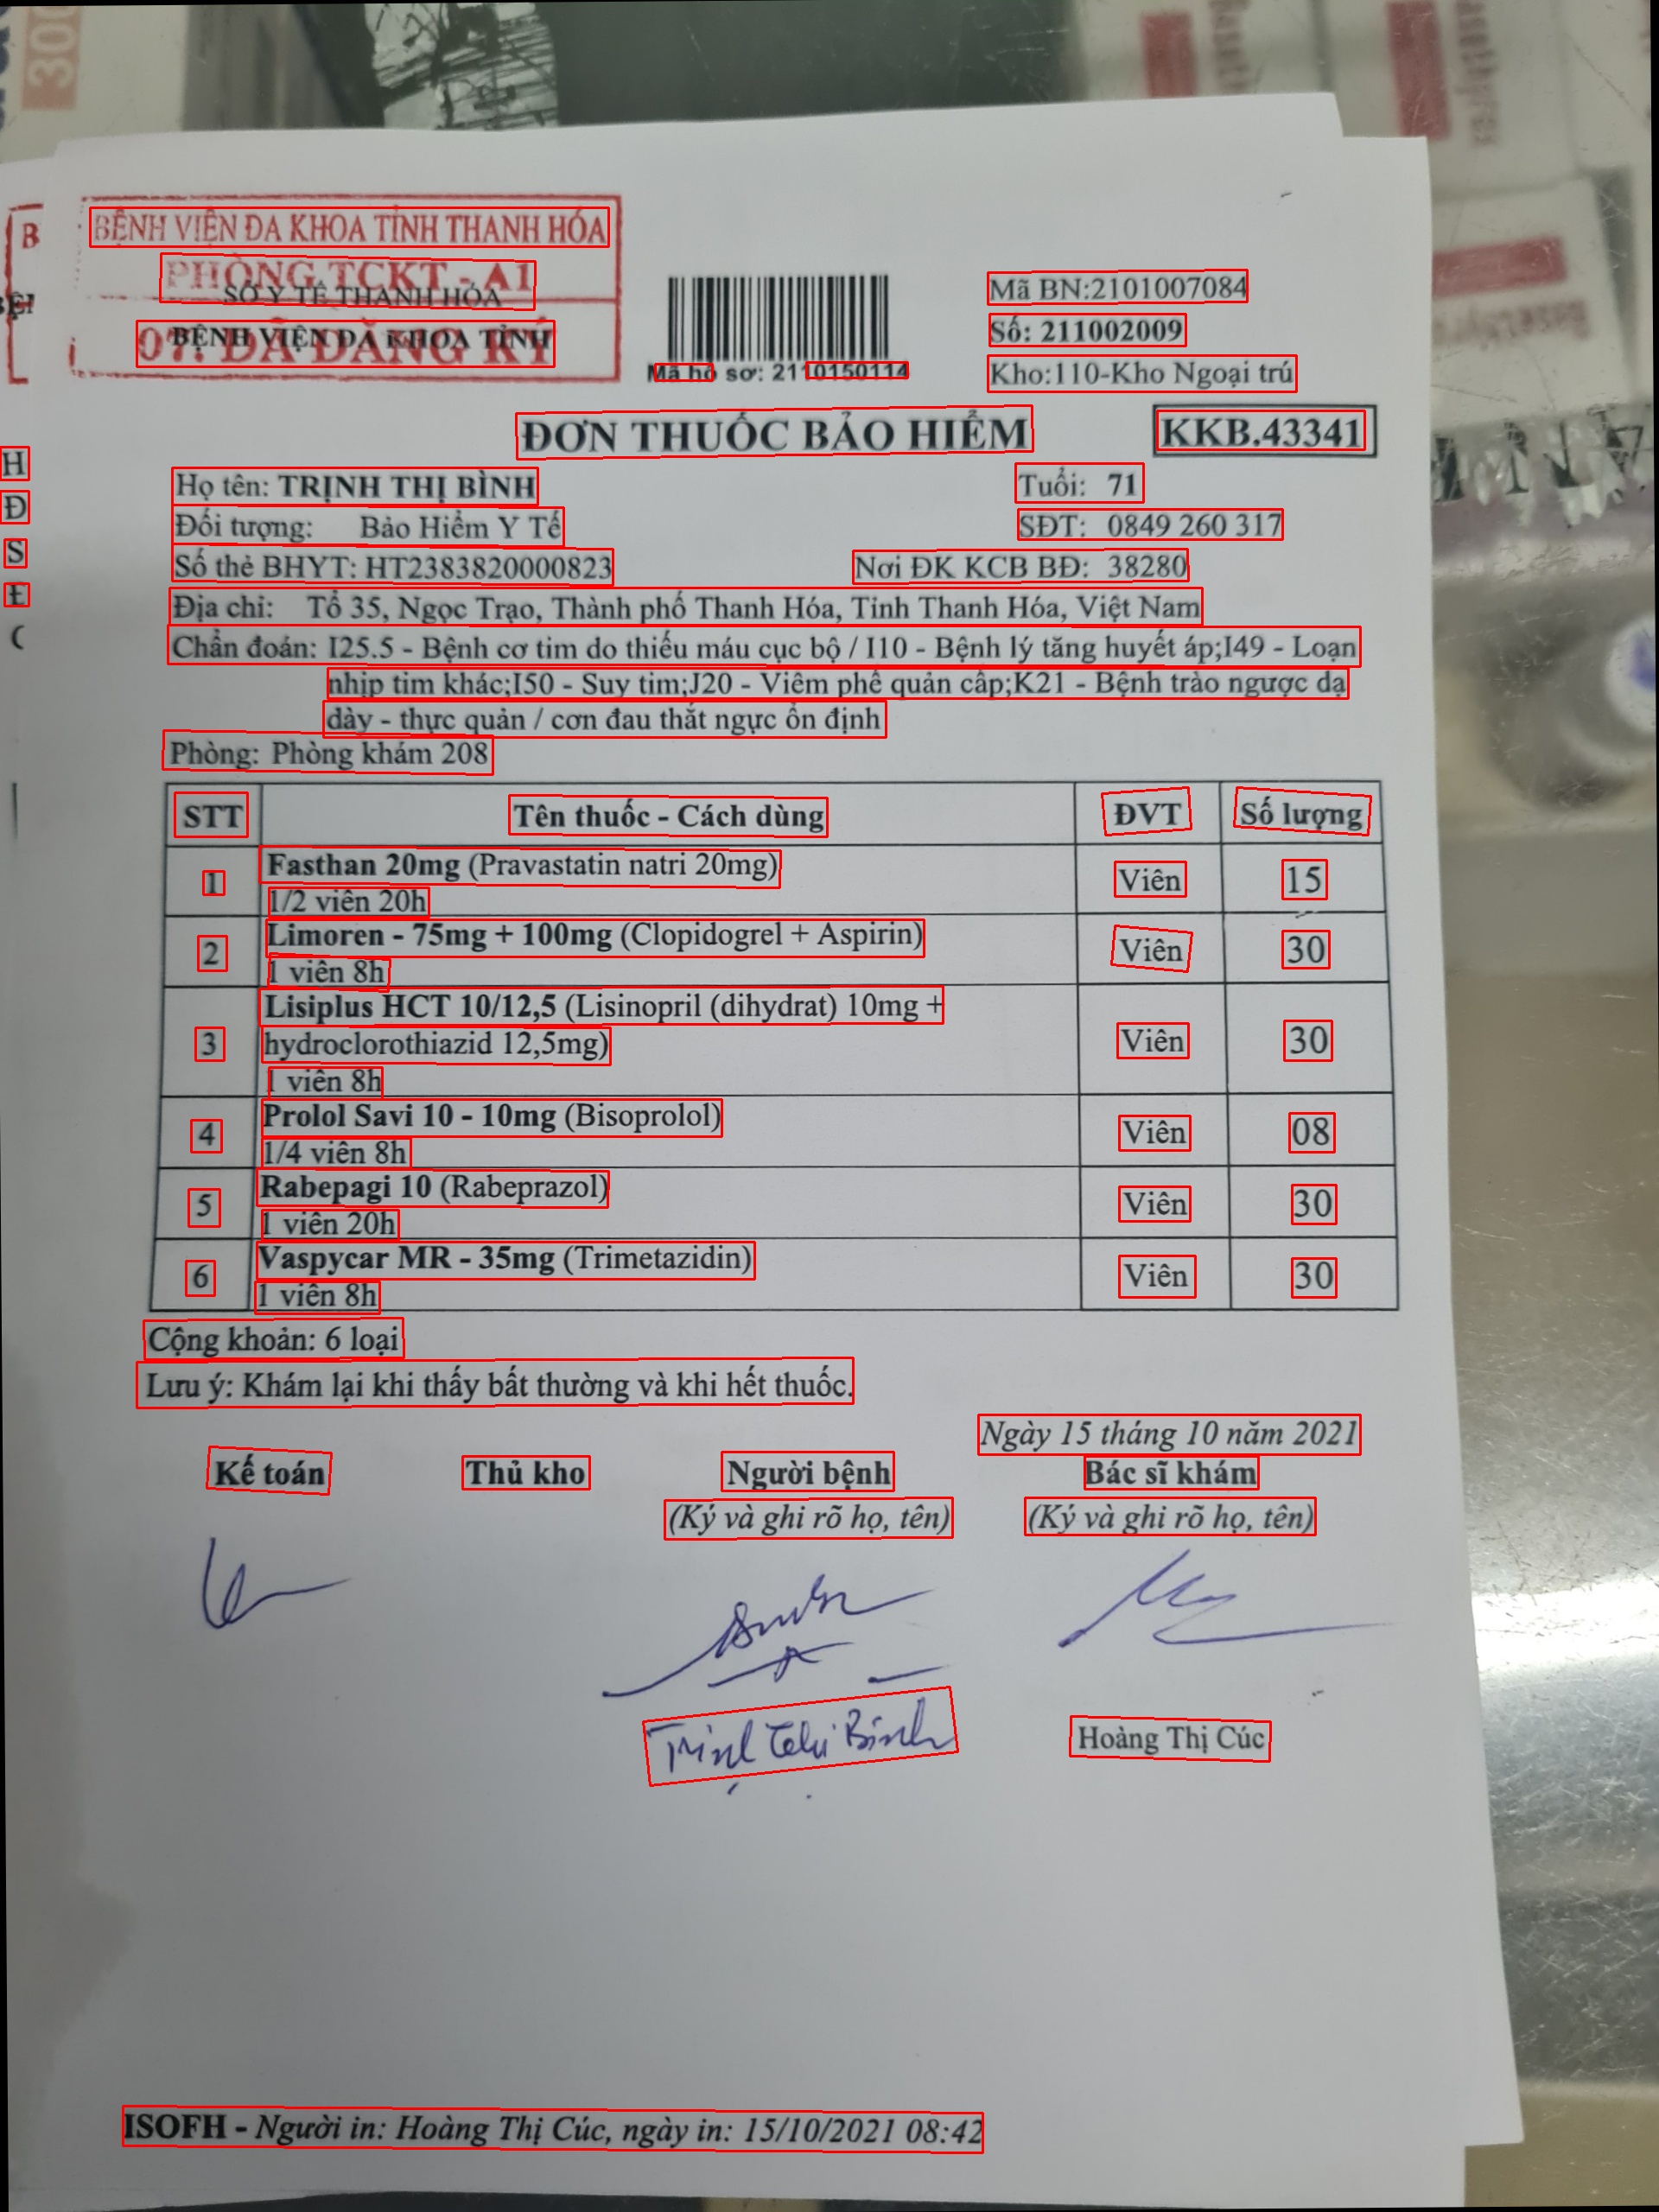 BỆNH VIỆN ĐA KHOA TỈNH THANH HÓA
PHÒNG TCKT - A1
SỞ Y TẾ THANH HÓA
07. ĐÃ ĐĂNG KÝ
BỆNH VIỆN ĐA KHOA TỈNH
Mã hồ sơ: 2110150114
Mã BN:2101007084
Số: 211002009
Kho:110-Kho Ngoại trú
ĐƠN THUỐC BẢO HIỂM
KKB.43341
Họ tên: TRỊNH THỊ BÌNH Tuổi: 71
Đối tượng: Bảo Hiểm Y Tế SĐT: 0849 260 317
Số thẻ BHYT: HT2383820000823 Nơi ĐK KCB BĐ: 38280
Địa chỉ: Tổ 35, Ngọc Trạo, Thành phố Thanh Hóa, Tỉnh Thanh Hóa, Việt Nam
Chẩn đoán: I25.5 - Bệnh cơ tim do thiếu máu cục bộ / I10 - Bệnh lý tăng huyết áp;I49 - Loạn
nhịp tim khác;I50 - Suy tim;J20 - Viêm phế quản cấp;K21 - Bệnh trào ngược dạ
dày - thực quản / cơn đau thắt ngực ổn định
Phòng: Phòng khám 208
STT Tên thuốc - Cách dùng ĐVT Số lượng
1 Fasthan 20mg (Pravastatin natri 20mg) Viên 15
1/2 viên 20h
2 Limoren - 75mg + 100mg (Clopidogrel + Aspirin) Viên 30
1 viên 8h
3 Lisiplus HCT 10/12,5 (Lisinopril (dihydrat) 10mg + Viên 30
hydroclorothiazid 12,5mg)
1 viên 8h
4 Prolol Savi 10 - 10mg (Bisoprolol) Viên 08
1/4 viên 8h
5 Rabepagi 10 (Rabeprazol) Viên 30
1 viên 20h
6 Vaspycar MR - 35mg (Trimetazidin) Viên 30
1 viên 8h
Cộng khoản: 6 loại
Lưu ý: Khám lại khi thấy bất thường và khi hết thuốc.
Ngày 15 tháng 10 năm 2021
Kế toán Thủ kho Người bệnh Bác sĩ khám
(Ký và ghi rõ họ, tên) (Ký và ghi rõ họ, tên)
Trịnh Thị Bình
Hoàng Thị Cúc
ISOFH - Người in: Hoàng Thị Cúc, ngày in: 15/10/2021 08:42